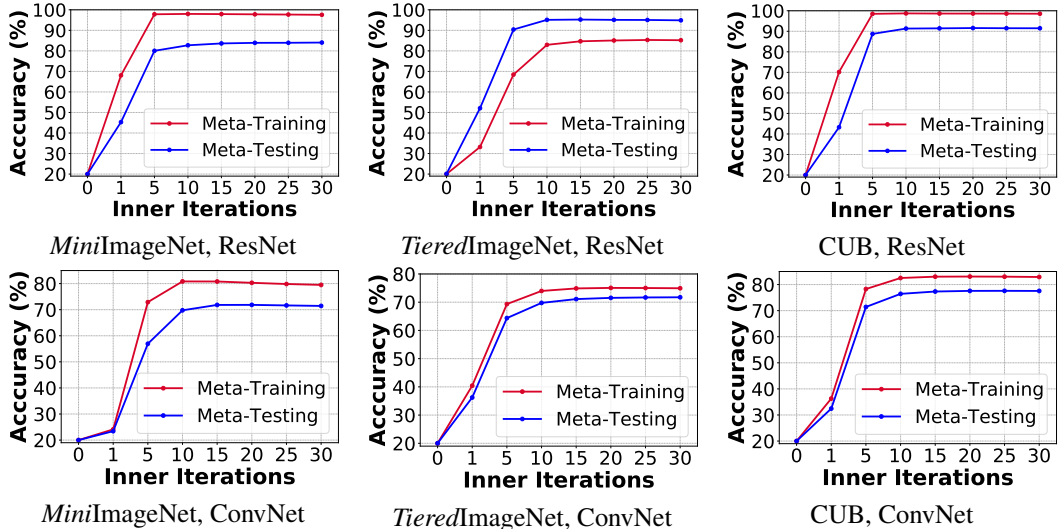 Acccuracy (%)
100
90
80
70
60
50
40
30
20
Meta-Training
Meta-Testing
0 1 5 10 15 20 25 30
Inner Iterations
MiniImageNet, ResNet
Acccuracy (%)
100
90
80
70
60
50
40
30
20
Meta-Training
Meta-Testing
0 1 5 10 15 20 25 30
Inner Iterations
TieredImageNet, ResNet
Acccuracy (%)
100
90
80
70
60
50
40
30
20
Meta-Training
Meta-Testing
0 1 5 10 15 20 25 30
Inner Iterations
CUB, ResNet
Acccuracy (%)
80
70
60
50
40
30
20
Meta-Training
Meta-Testing
0 1 5 10 15 20 25 30
Inner Iterations
MiniImageNet, ConvNet
Acccuracy (%)
80
70
60
50
40
30
20
Meta-Training
Meta-Testing
0 1 5 10 15 20 25 30
Inner Iterations
TieredImageNet, ConvNet
Acccuracy (%)
80
70
60
50
40
30
20
Meta-Training
Meta-Testing
0 1 5 10 15 20 25 30
Inner Iterations
CUB, ConvNet